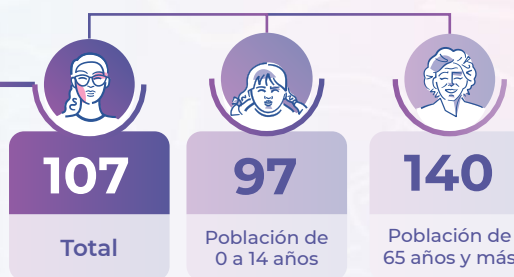 107
Total
97
Población de
0 a 14 años
140
Población de
65 años y más